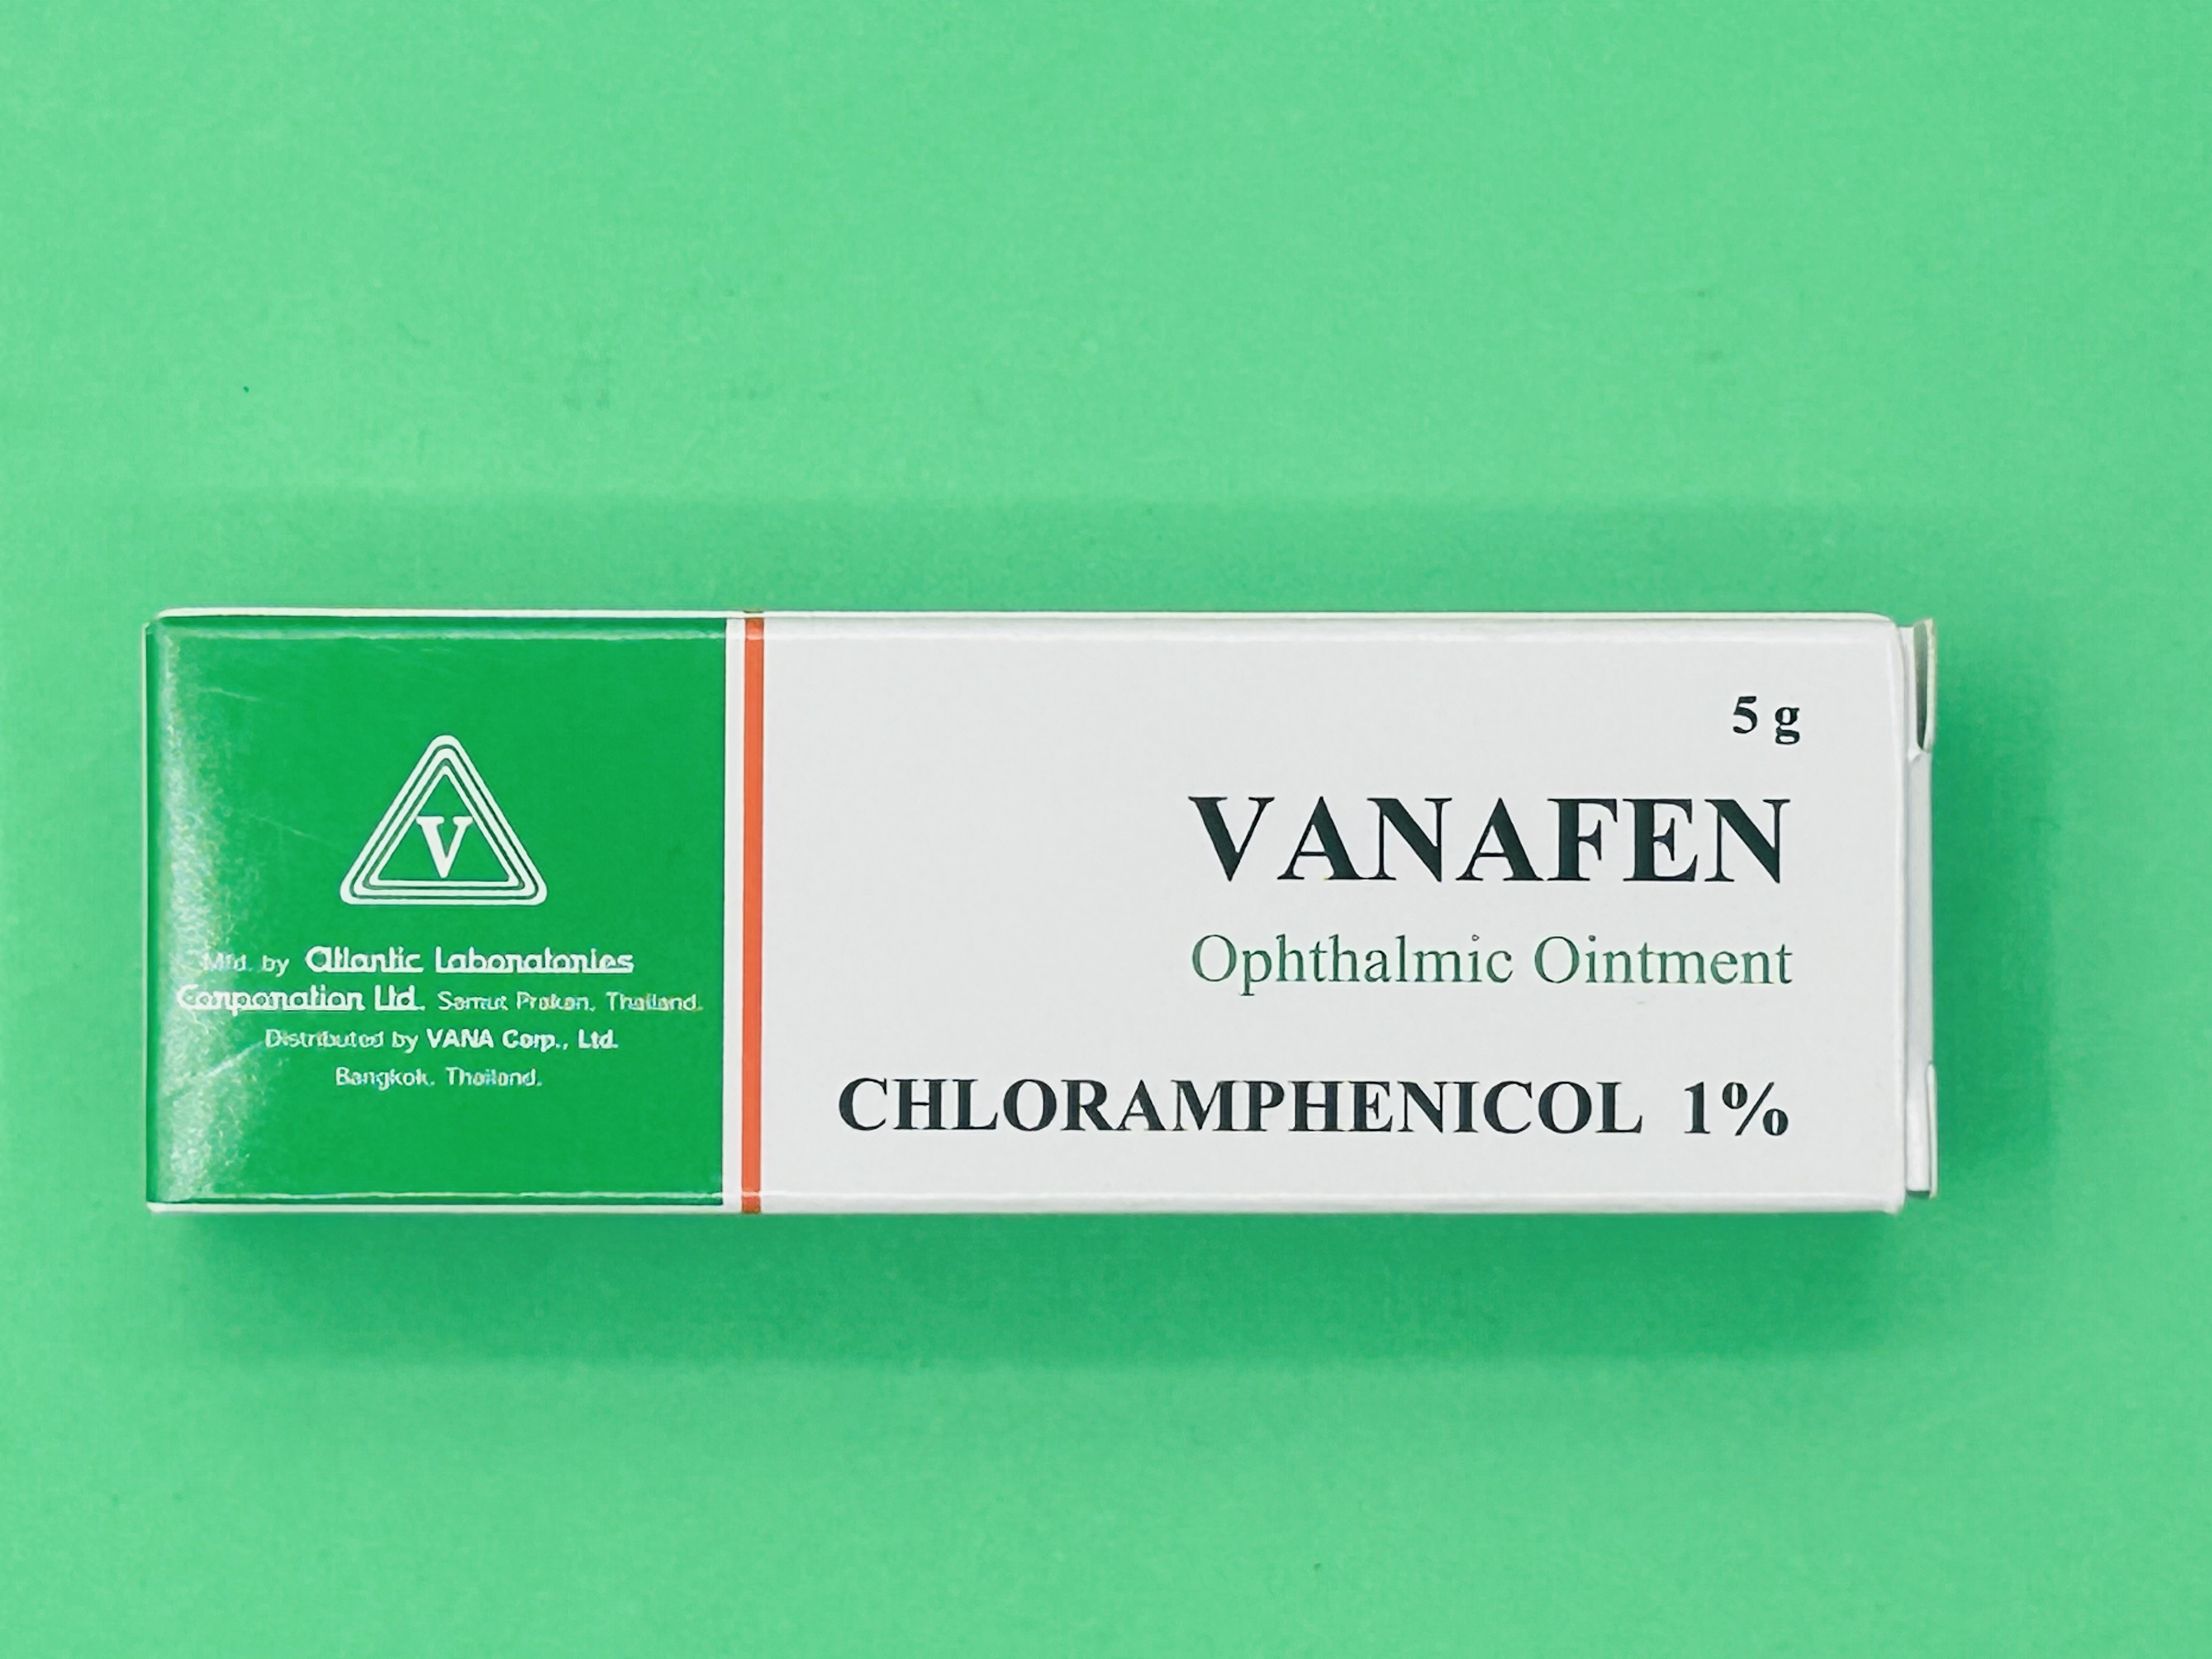 V
Mfd. by Atlantic Laboratories
Corporation Ltd. Samut Prakan, Thailand.
Distributed by VANA Corp., Ltd.
Bangkok, Thailand.
5 g
VANAFEN
Ophthalmic Ointment
CHLORAMPHENICOL 1%